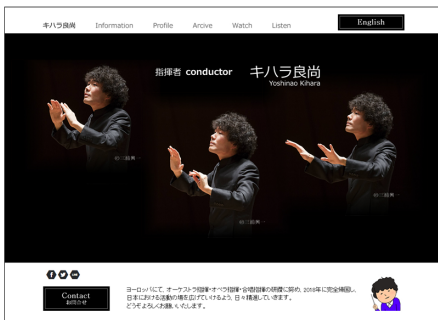 キハラ良尚 Information Profile Arcive Watch Listen English
指揮者 conductor キハラ良尚
Yoshinao Kihara
Contact
お問合せ
ヨーロッパにて、オーケストラ指揮・オペラ指揮・合唱指揮の研鑽に努め、2016年に完全帰国し、
日本における活動の場を広げていけるよう、日々精進していきます。
どうぞよろしくお願いいたします。